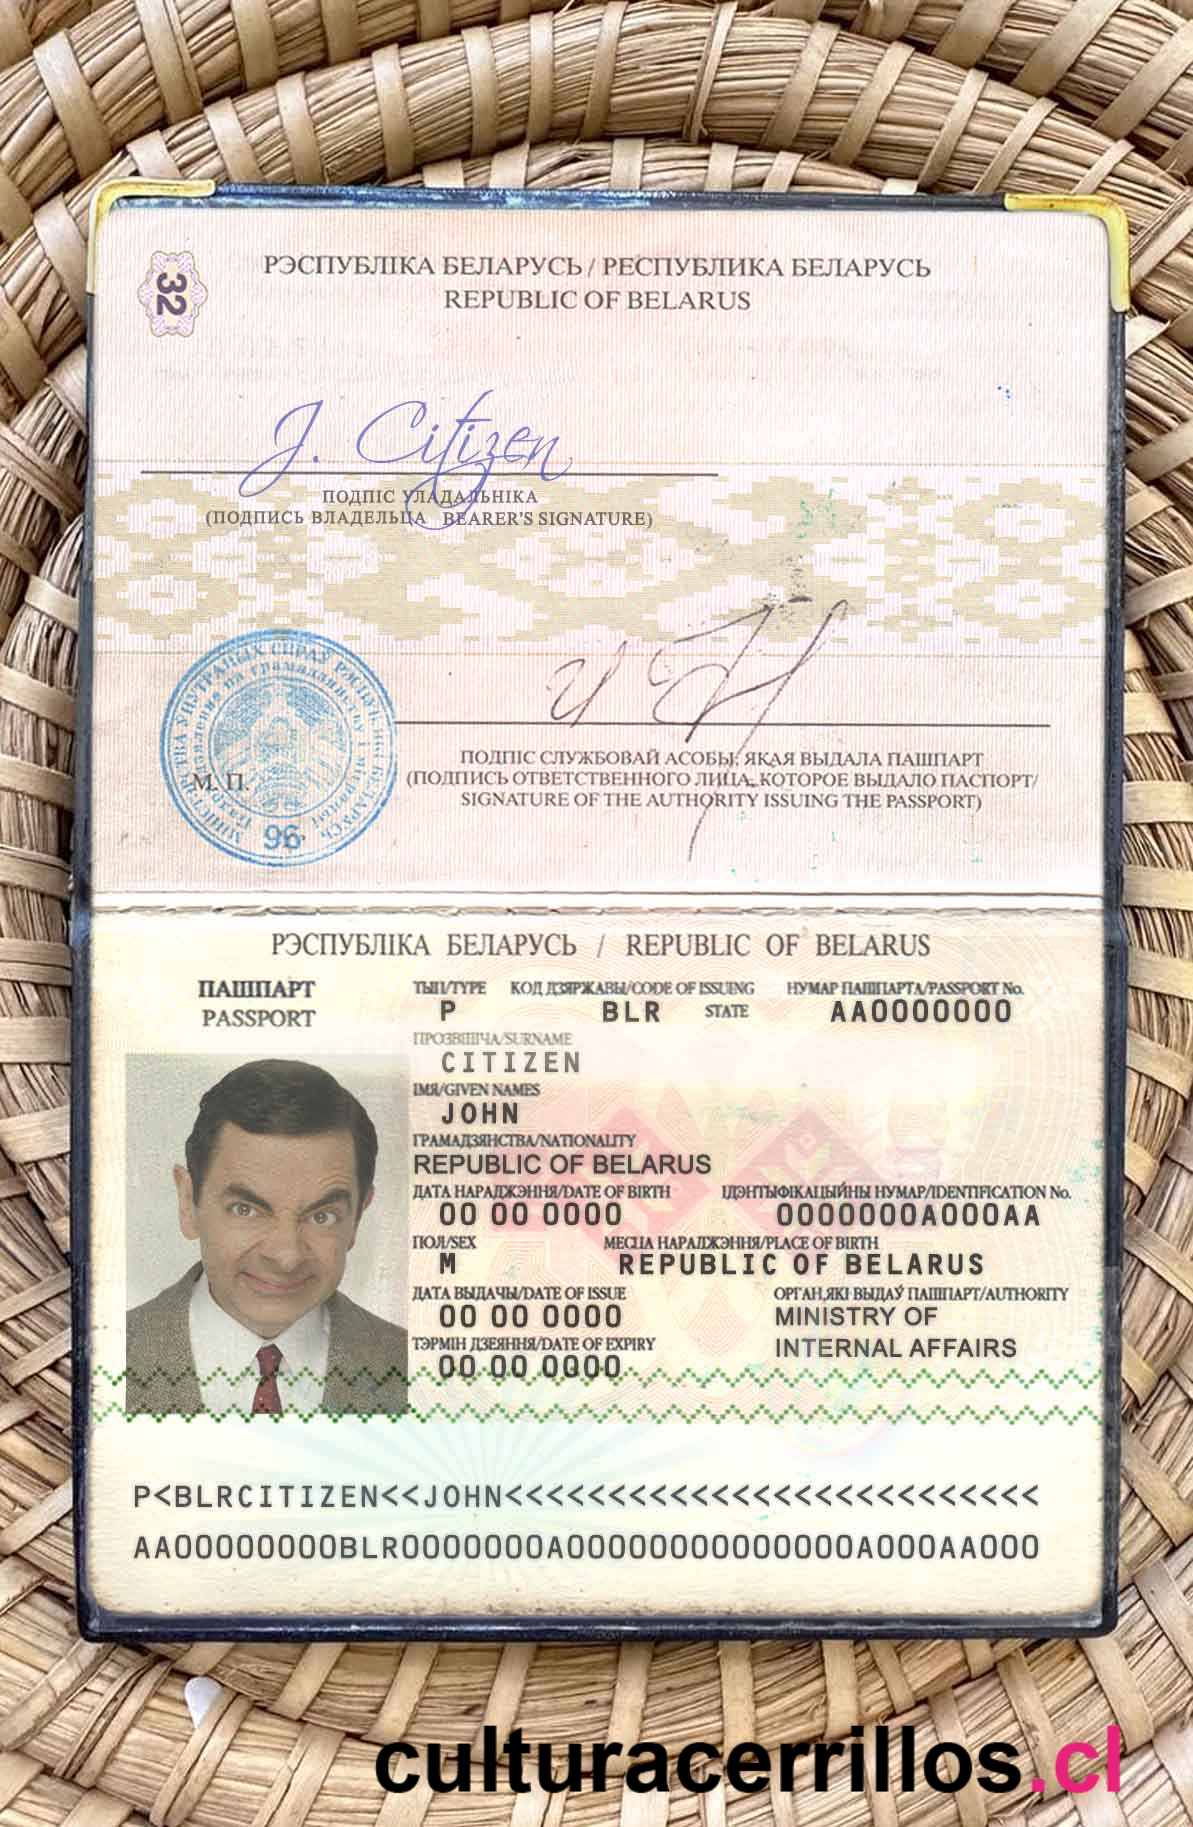 32
РЭСПУБЛІКА БЕЛАРУСЬ / РЕСПУБЛИКА БЕЛАРУСЬ
REPUBLIC OF BELARUS
J. Citizen
ПОДПІС УЛАДАЛЬНІКА
(ПОДПИСЬ ВЛАДЕЛЬЦА BEARER'S SIGNATURE)
М. П.
96
ПОДПІС СЛУЖБОВАЙ АСОБЫ, ЯКАЯ ВЫДАЛА ПАШПАРТ
(ПОДПИСЬ ОТВЕТСТВЕННОГО ЛИЦА, КОТОРОЕ ВЫДАЛО ПАСПОРТ/
SIGNATURE OF THE AUTHORITY ISSUING THE PASSPORT)
РЭСПУБЛІКА БЕЛАРУСЬ / REPUBLIC OF BELARUS
ПАШПАРТ
PASSPORT
ТЫП/TYPE КОД ДЗЯРЖАВЫ/CODE OF ISSUING НУМАР ПАШПАРТА/PASSPORT No.
P BLR STATE AA0000000
ПРОЗВІШЧА/SURNAME
CITIZEN
ІМЯ/GIVEN NAMES
JOHN
ГРАМАДЗЯНСТВА/NATIONALITY
REPUBLIC OF BELARUS
ДАТА НАРАДЖЭННЯ/DATE OF BIRTH ІДЭНТЫФІКАЦЫЙНЫ НУМАР/IDENTIFICATION No.
00 00 0000 0000000A000AA
ПОЛ/SEX МЕСЦА НАРАДЖЭННЯ/PLACE OF BIRTH
M REPUBLIC OF BELARUS
ДАТА ВЫДАЧЫ/DATE OF ISSUE ОРГАН,ЯКІ ВЫДАЎ ПАШПАРТ/AUTHORITY
00 00 0000 MINISTRY OF
ТЭРМІН ДЗЕЯННЯ/DATE OF EXPIRY INTERNAL AFFAIRS
00 00 0000
P<BLRCITIZEN<<JOHN<<<<<<<<<<<<<<<<<<<<<<<<<<
AA00000000BLR0000000A00000000000000A000AA000
culturacerrillos.cl